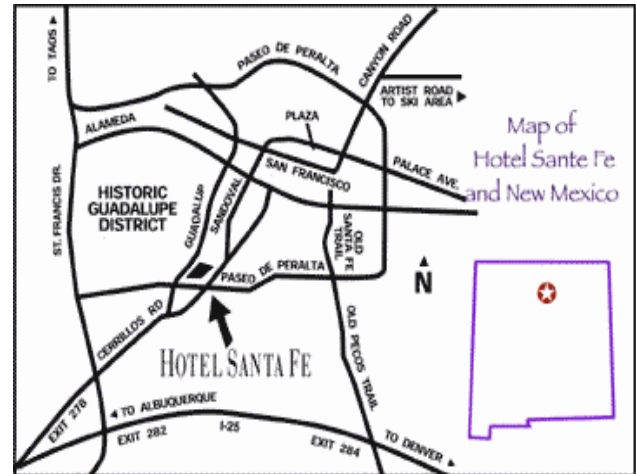 TO TAOS
PASEO DE PERALTA
CANYON ROAD
ARTIST ROAD
TO SKI AREA
ALAMEDA
PLAZA
Map of
Hotel Sante Fe
and New Mexico
SAN FRANCISCO
PALACE AVE.
ST. FRANCIS DR.
HISTORIC
GUADALUPE
DISTRICT
GUADALUP
SANDOVAL
OLD
SANTA FE
TRAIL
PASEO DE PERALTA
N
CERRILLOS RD
HOTEL SANTA FE
OLD PECOS TRAIL
EXIT 278
TO ALBUQUERQUE
EXIT 282
I-25
EXIT 284
TO DENVER